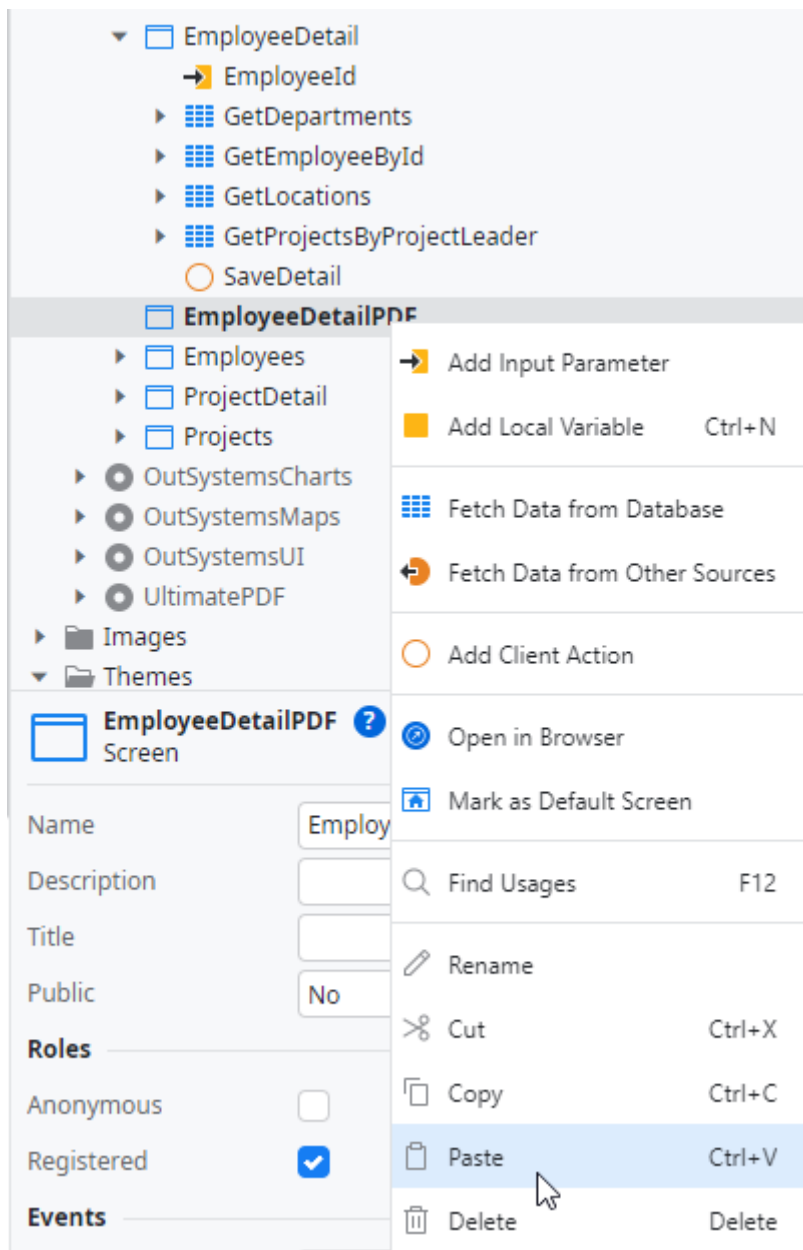 EmployeeDetail
EmployeeId
GetDepartments
GetEmployeeById
GetLocations
GetProjectsByProjectLeader
SaveDetail
EmployeeDetailPDF
Employees
ProjectDetail
Projects
OutSystemsCharts
OutSystemsMaps
OutSystemsUI
UltimatePDF
Images
Themes
EmployeeDetailPDF ?
Screen
Name Employ
Description
Title
Public No
Roles
Anonymous
Registered
Events
Add Input Parameter
Add Local Variable Ctrl+N
Fetch Data from Database
Fetch Data from Other Sources
Add Client Action
Open in Browser
Mark as Default Screen
Find Usages F12
Rename
Cut Ctrl+X
Copy Ctrl+C
Paste Ctrl+V
Delete Delete